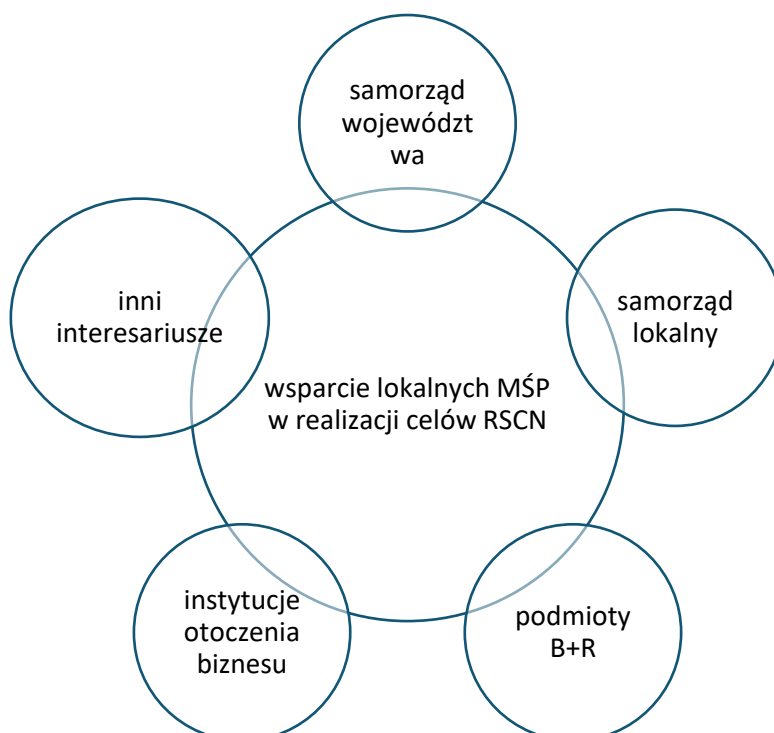 samorząd
województ
wa
inni
interesariusze
samorząd
lokalny
wsparcie lokalnych MŚP
w realizacji celów RSCN
instytucje
otoczenia
biznesu
podmioty
B+R